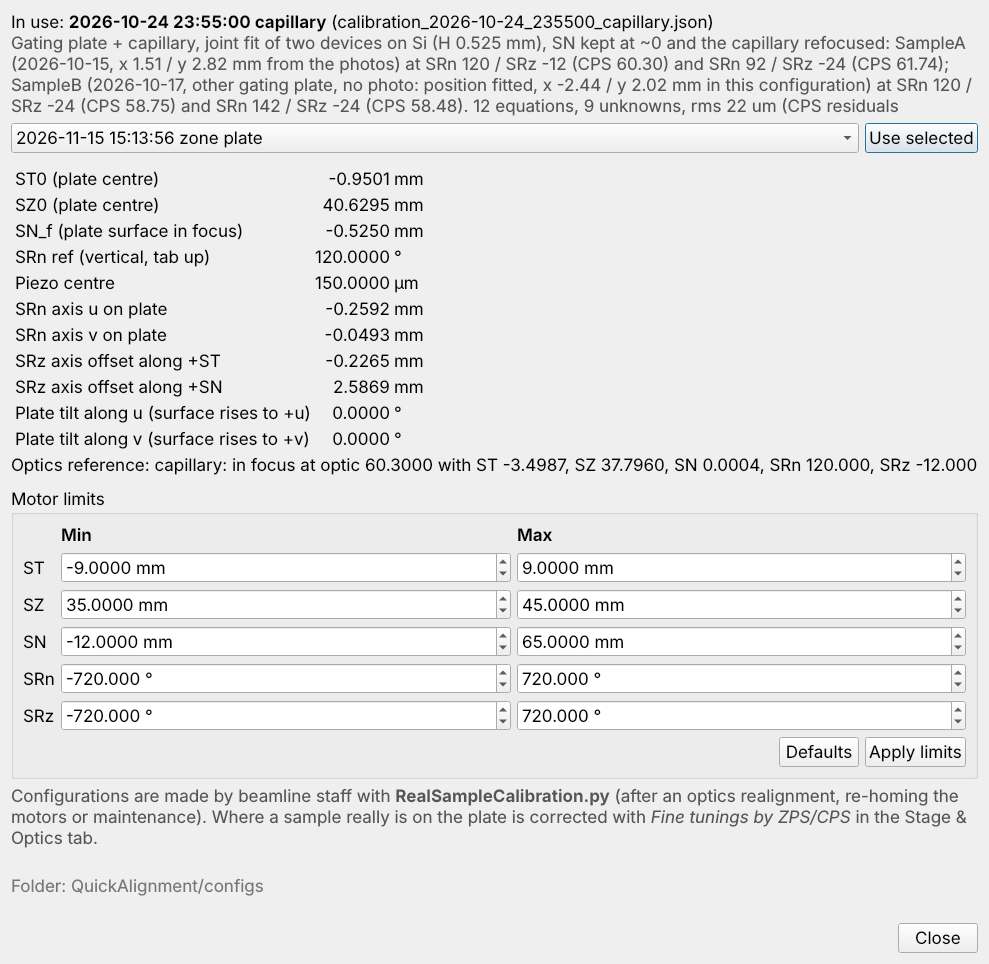 In use: 2026-10-24 23:55:00 capillary (calibration_2026-10-24_235500_capillary.json)
Gating plate + capillary, joint fit of two devices on Si (H 0.525 mm), SN kept at ~0 and the capillary refocused: SampleA
(2026-10-15, x 1.51 / y 2.82 mm from the photos) at SRn 120 / SRz -12 (CPS 60.30) and SRn 92 / SRz -24 (CPS 61.74);
SampleB (2026-10-17, other gating plate, no photo: position fitted, x -2.44 / y 2.02 mm in this configuration) at SRn 120 /
SRz -24 (CPS 58.75) and SRn 142 / SRz -24 (CPS 58.48). 12 equations, 9 unknowns, rms 22 um (CPS residuals
2026-11-15 15:13:56 zone plate Use selected
ST0 (plate centre) -0.9501 mm
SZ0 (plate centre) 40.6295 mm
SN_f (plate surface in focus) -0.5250 mm
SRn ref (vertical, tab up) 120.0000 °
Piezo centre 150.0000 µm
SRn axis u on plate -0.2592 mm
SRn axis v on plate -0.0493 mm
SRz axis offset along +ST -0.2265 mm
SRz axis offset along +SN 2.5869 mm
Plate tilt along u (surface rises to +u) 0.0000 °
Plate tilt along v (surface rises to +v) 0.0000 °
Optics reference: capillary: in focus at optic 60.3000 with ST -3.4987, SZ 37.7960, SN 0.0004, SRn 120.000, SRz -12.000
Motor limits
Min Max
ST -9.0000 mm 9.0000 mm
SZ 35.0000 mm 45.0000 mm
SN -12.0000 mm 65.0000 mm
SRn -720.000 ° 720.000 °
SRz -720.000 ° 720.000 °
Defaults Apply limits
Configurations are made by beamline staff with RealSampleCalibration.py (after an optics realignment, re-homing the
motors or maintenance). Where a sample really is on the plate is corrected with Fine tunings by ZPS/CPS in the Stage &
Optics tab.
Folder: QuickAlignment/configs
Close